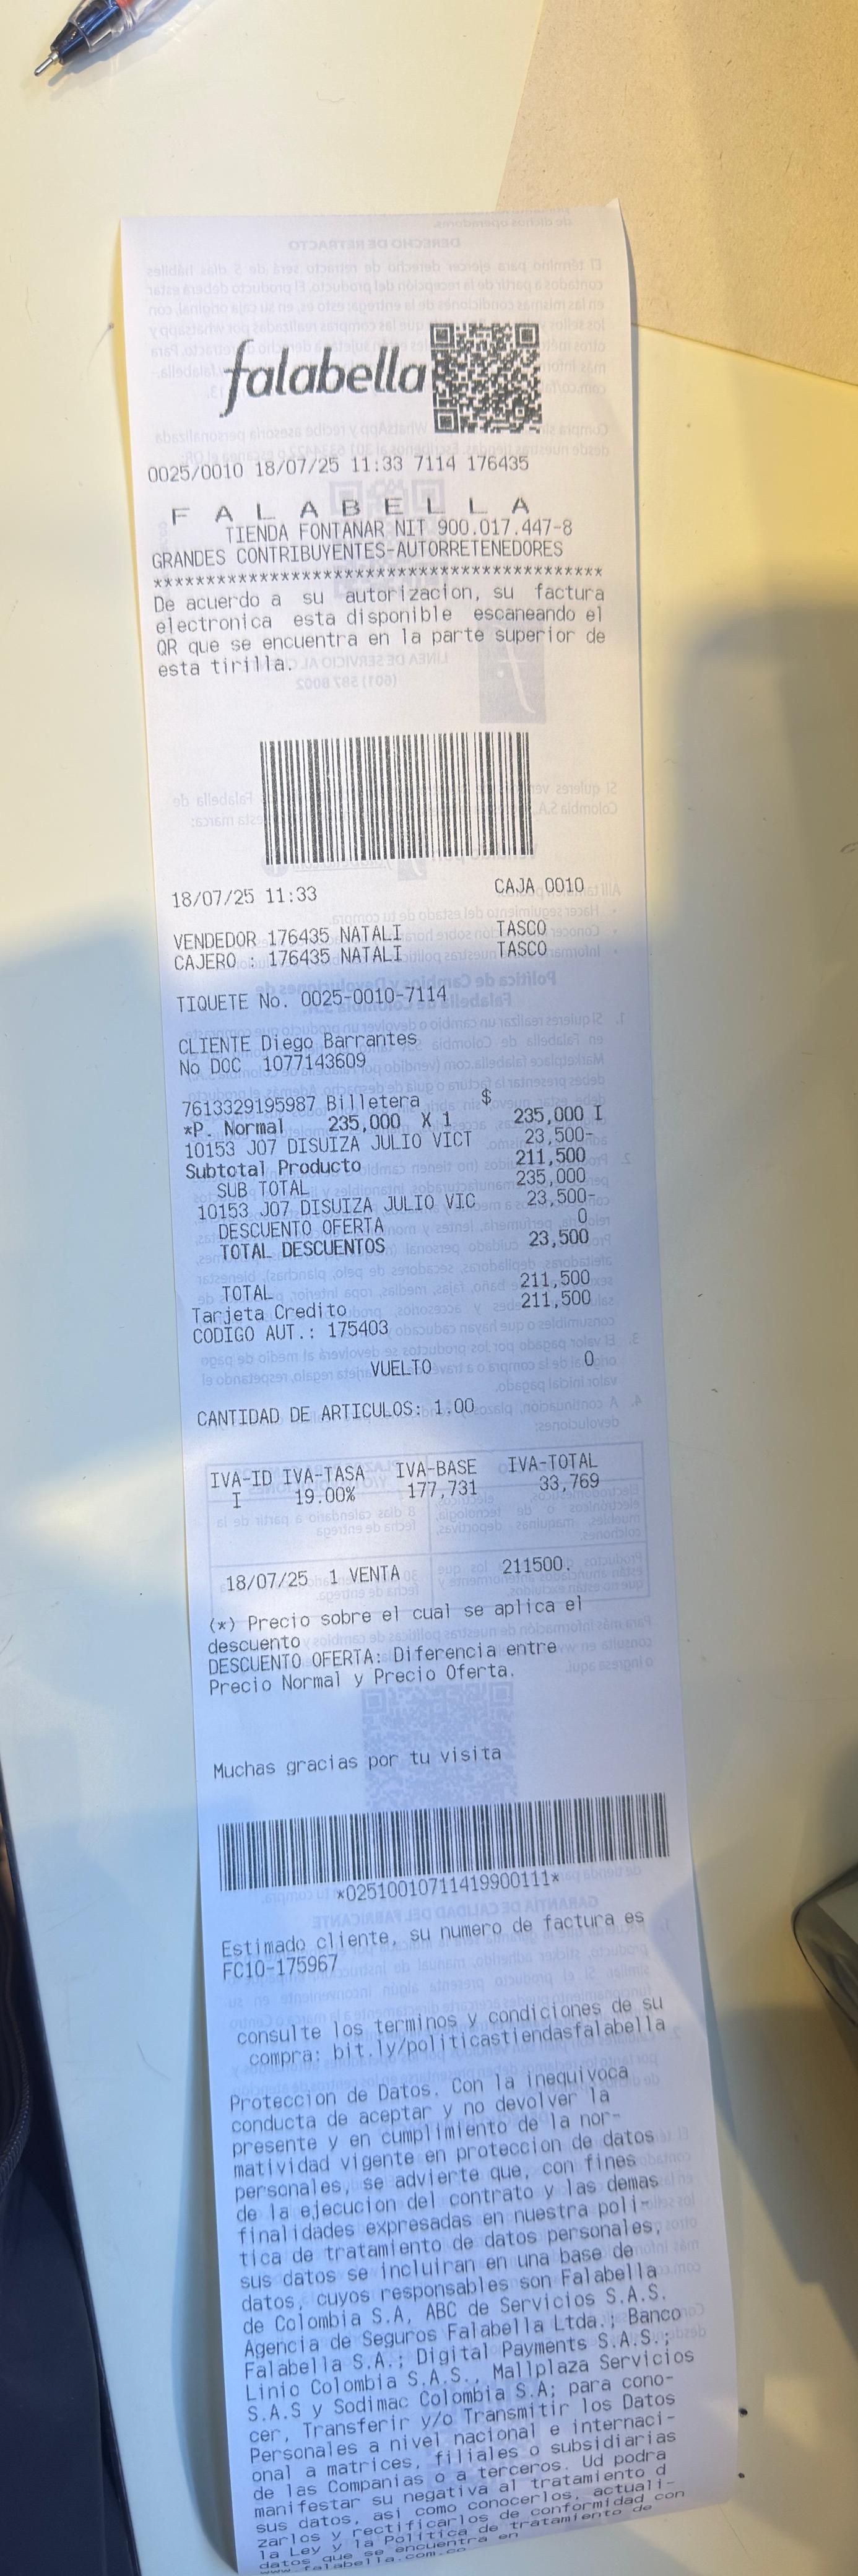 falabella
0025/0010 18/07/25 11:33 7114 176435
F A L A B E L L A
TIENDA FONTANAR NIT 900.017.447-8
GRANDES CONTRIBUYENTES-AUTORRETENEDORES
*******************************************
De acuerdo a su autorizacion, su factura
electronica esta disponible escaneando el
QR que se encuentra en la parte superior de
esta tirilla.
18/07/25 11:33 CAJA 0010
VENDEDOR 176435 NATALI TASCO
CAJERO : 176435 NATALI TASCO
TIQUETE No. 0025-0010-7114
CLIENTE Diego Barrantes
No DOC 1077143609
7613329195987 Billetera $
*P. Normal 235,000 X 1 235,000 I
10153 J07 DISUIZA JULIO VICT 23,500-
Subtotal Producto 211,500
SUB TOTAL 235,000
10153 J07 DISUIZA JULIO VIC 23,500-
DESCUENTO OFERTA 0
TOTAL DESCUENTOS 23,500
TOTAL 211,500
Tarjeta Credito 211,500
CODIGO AUT.: 175403
VUELTO 0
CANTIDAD DE ARTICULOS: 1.00
IVA-ID IVA-TASA IVA-BASE IVA-TOTAL
I 19.00% 177,731 33,769
18/07/25 1 VENTA 211500.
(*) Precio sobre el cual se aplica el
descuento
DESCUENTO OFERTA: Diferencia entre
Precio Normal y Precio Oferta.
Muchas gracias por tu visita
*02510010711419900111*
Estimado cliente, su numero de factura es
FC10-175967
consulte los terminos y condiciones de su
compra: bit.ly/politicastiendasfalabella
Proteccion de Datos. Con la inequivoca
conducta de aceptar y no devolver la
presente y en cumplimiento de la nor-
matividad vigente en proteccion de datos
personales, se advierte que, con fines
de la ejecucion del contrato y las demas
finalidades expresadas en nuestra poli-
tica de tratamiento de datos personales,
sus datos se incluiran en una base de
datos, cuyos responsables son Falabella
de Colombia S.A, ABC de Servicios S.A.S.
Agencia de Seguros Falabella Ltda.; Banco
Falabella S.A.; Digital Payments S.A.S.;
Linio Colombia S.A.S., Mallplaza Servicios
S.A.S y Sodimac Colombia S.A; para cono-
cer, Transferir y/o Transmitir los Datos
Personales a nivel nacional e internaci-
onal a matrices, filiales o subsidiarias
de las Companias o a terceros. Ud podra
manifestar su negativa al tratamiento d
sus datos, asi como conocerlos, actuali-
zarlos y rectificarlos de conformidad con
la Ley y la Politica de tratamiento de
datos que se encuentra en
www.falabella.com.co